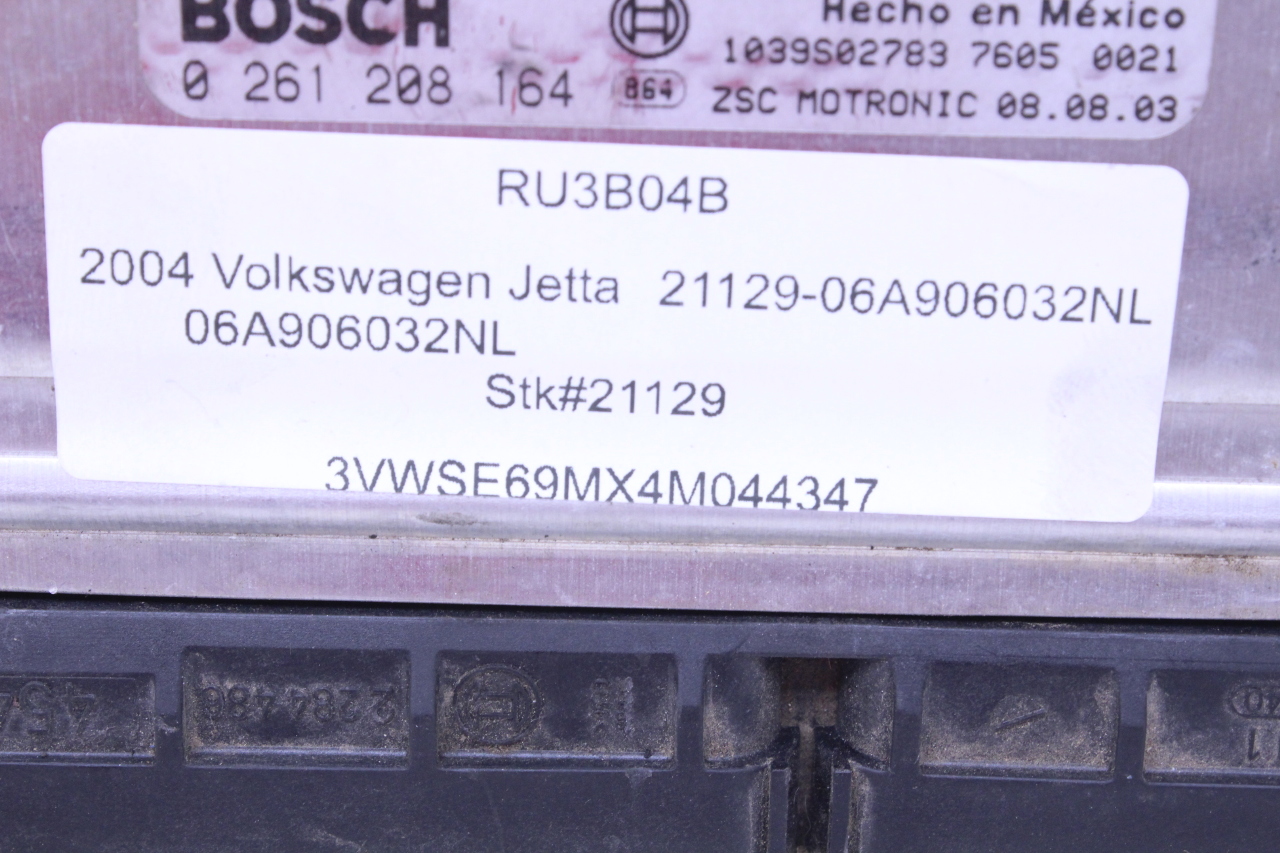 BOSCH
Hecho en México
1039S02783 7605 0021
0 261 208 164 864 ZSC MOTRONIC 08.08.03
RU3B04B
2004 Volkswagen Jetta 21129-06A906032NL
06A906032NL
Stk#21129
3VWSE69MX4M044347